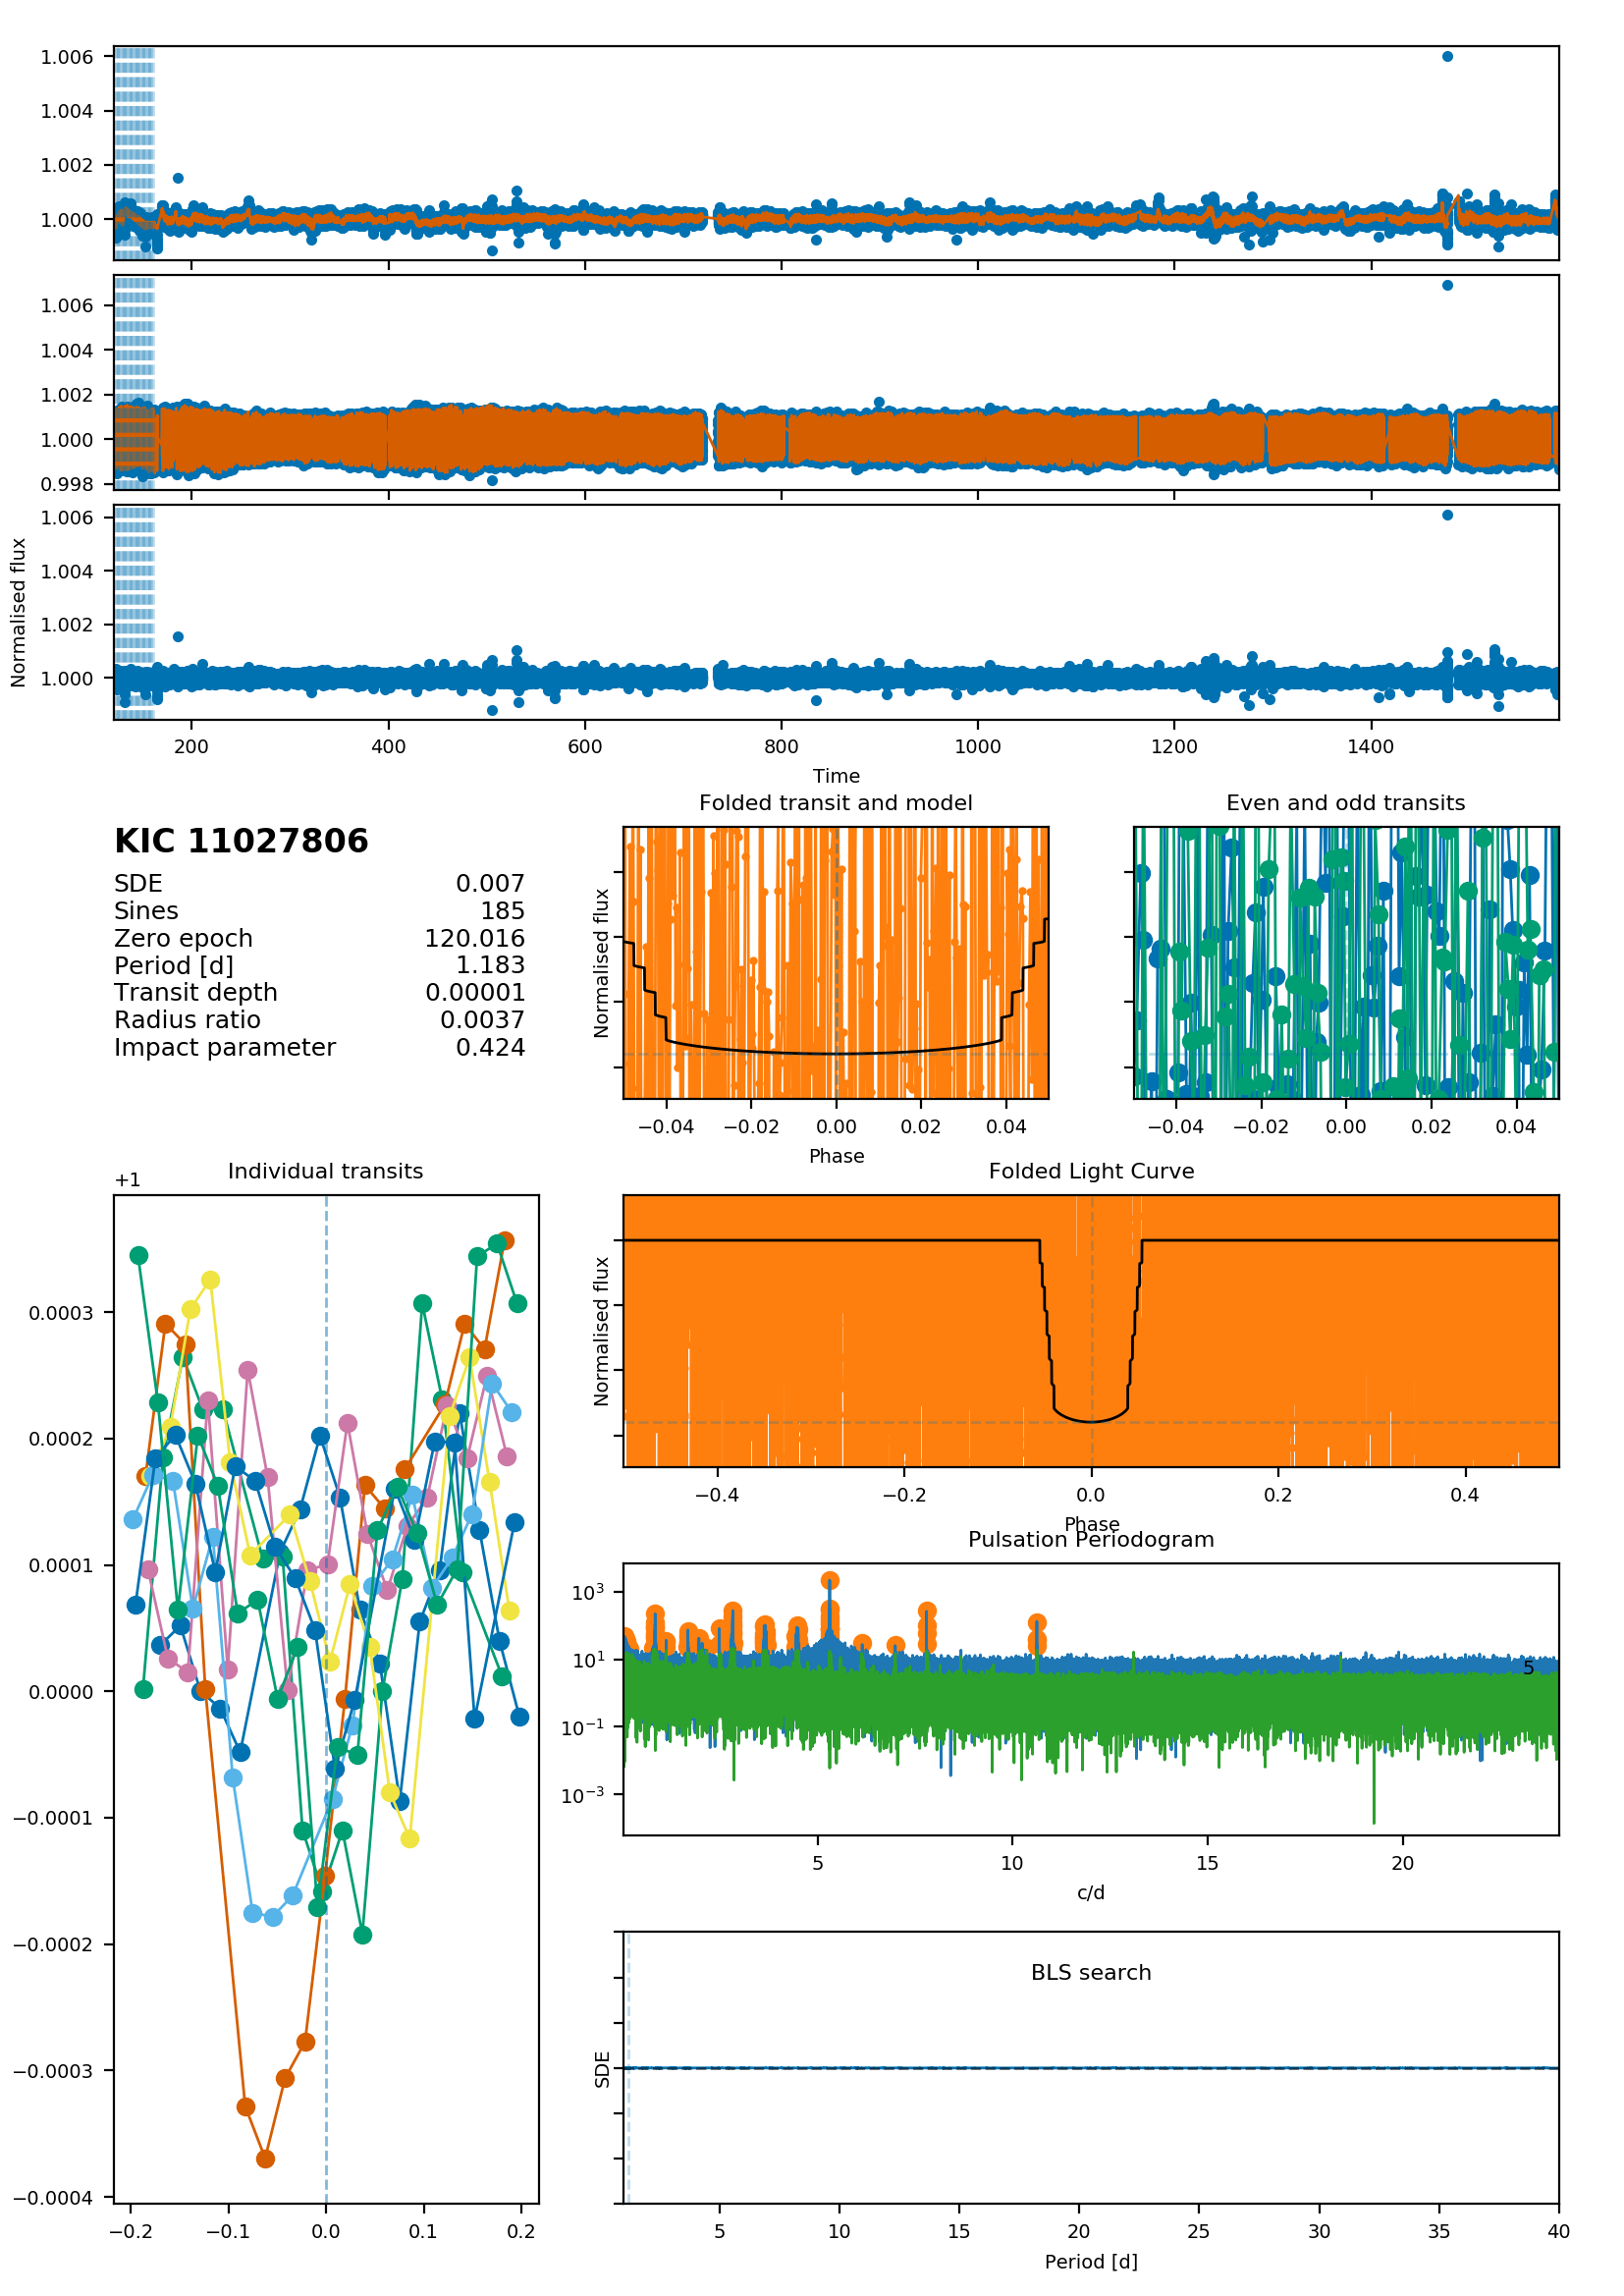 1.006
1.004
1.002
1.000
1.006
1.004
1.002
1.000
0.998
1.006
1.004
1.002
1.000
Normalised flux
200 400 600 800 1000 1200 1400
Time
KIC 11027806
SDE 0.007
Sines 185
Zero epoch 120.016
Period [d] 1.183
Transit depth 0.00001
Radius ratio 0.0037
Impact parameter 0.424
Folded transit and model
Normalised flux
−0.04 −0.02 0.00 0.02 0.04
Phase
Even and odd transits
−0.04 −0.02 0.00 0.02 0.04
Individual transits
+1
0.0003
0.0002
0.0001
0.0000
−0.0001
−0.0002
−0.0003
−0.0004
−0.2 −0.1 0.0 0.1 0.2
Folded Light Curve
Normalised flux
−0.4 −0.2 0.0 0.2 0.4
Phase
Pulsation Periodogram
10³
10¹
10⁻¹
10⁻³
5
5 10 15 20
c/d
BLS search
SDE
5 10 15 20 25 30 35 40
Period [d]